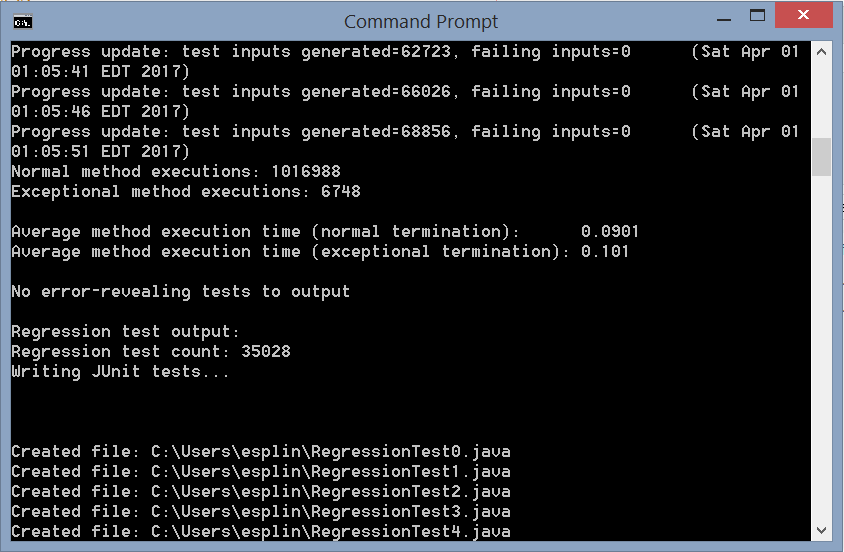 Command Prompt
Progress update: test inputs generated=62723, failing inputs=0      (Sat Apr 01
01:05:41 EDT 2017)
Progress update: test inputs generated=66026, failing inputs=0      (Sat Apr 01
01:05:46 EDT 2017)
Progress update: test inputs generated=68856, failing inputs=0      (Sat Apr 01
01:05:51 EDT 2017)
Normal method executions: 1016988
Exceptional method executions: 6748
Average method execution time (normal termination):      0.0901
Average method execution time (exceptional termination): 0.101
No error-revealing tests to output
Regression test output:
Regression test count: 35028
Writing JUnit tests...
Created file: C:\Users\esplin\RegressionTest0.java
Created file: C:\Users\esplin\RegressionTest1.java
Created file: C:\Users\esplin\RegressionTest2.java
Created file: C:\Users\esplin\RegressionTest3.java
Created file: C:\Users\esplin\RegressionTest4.java